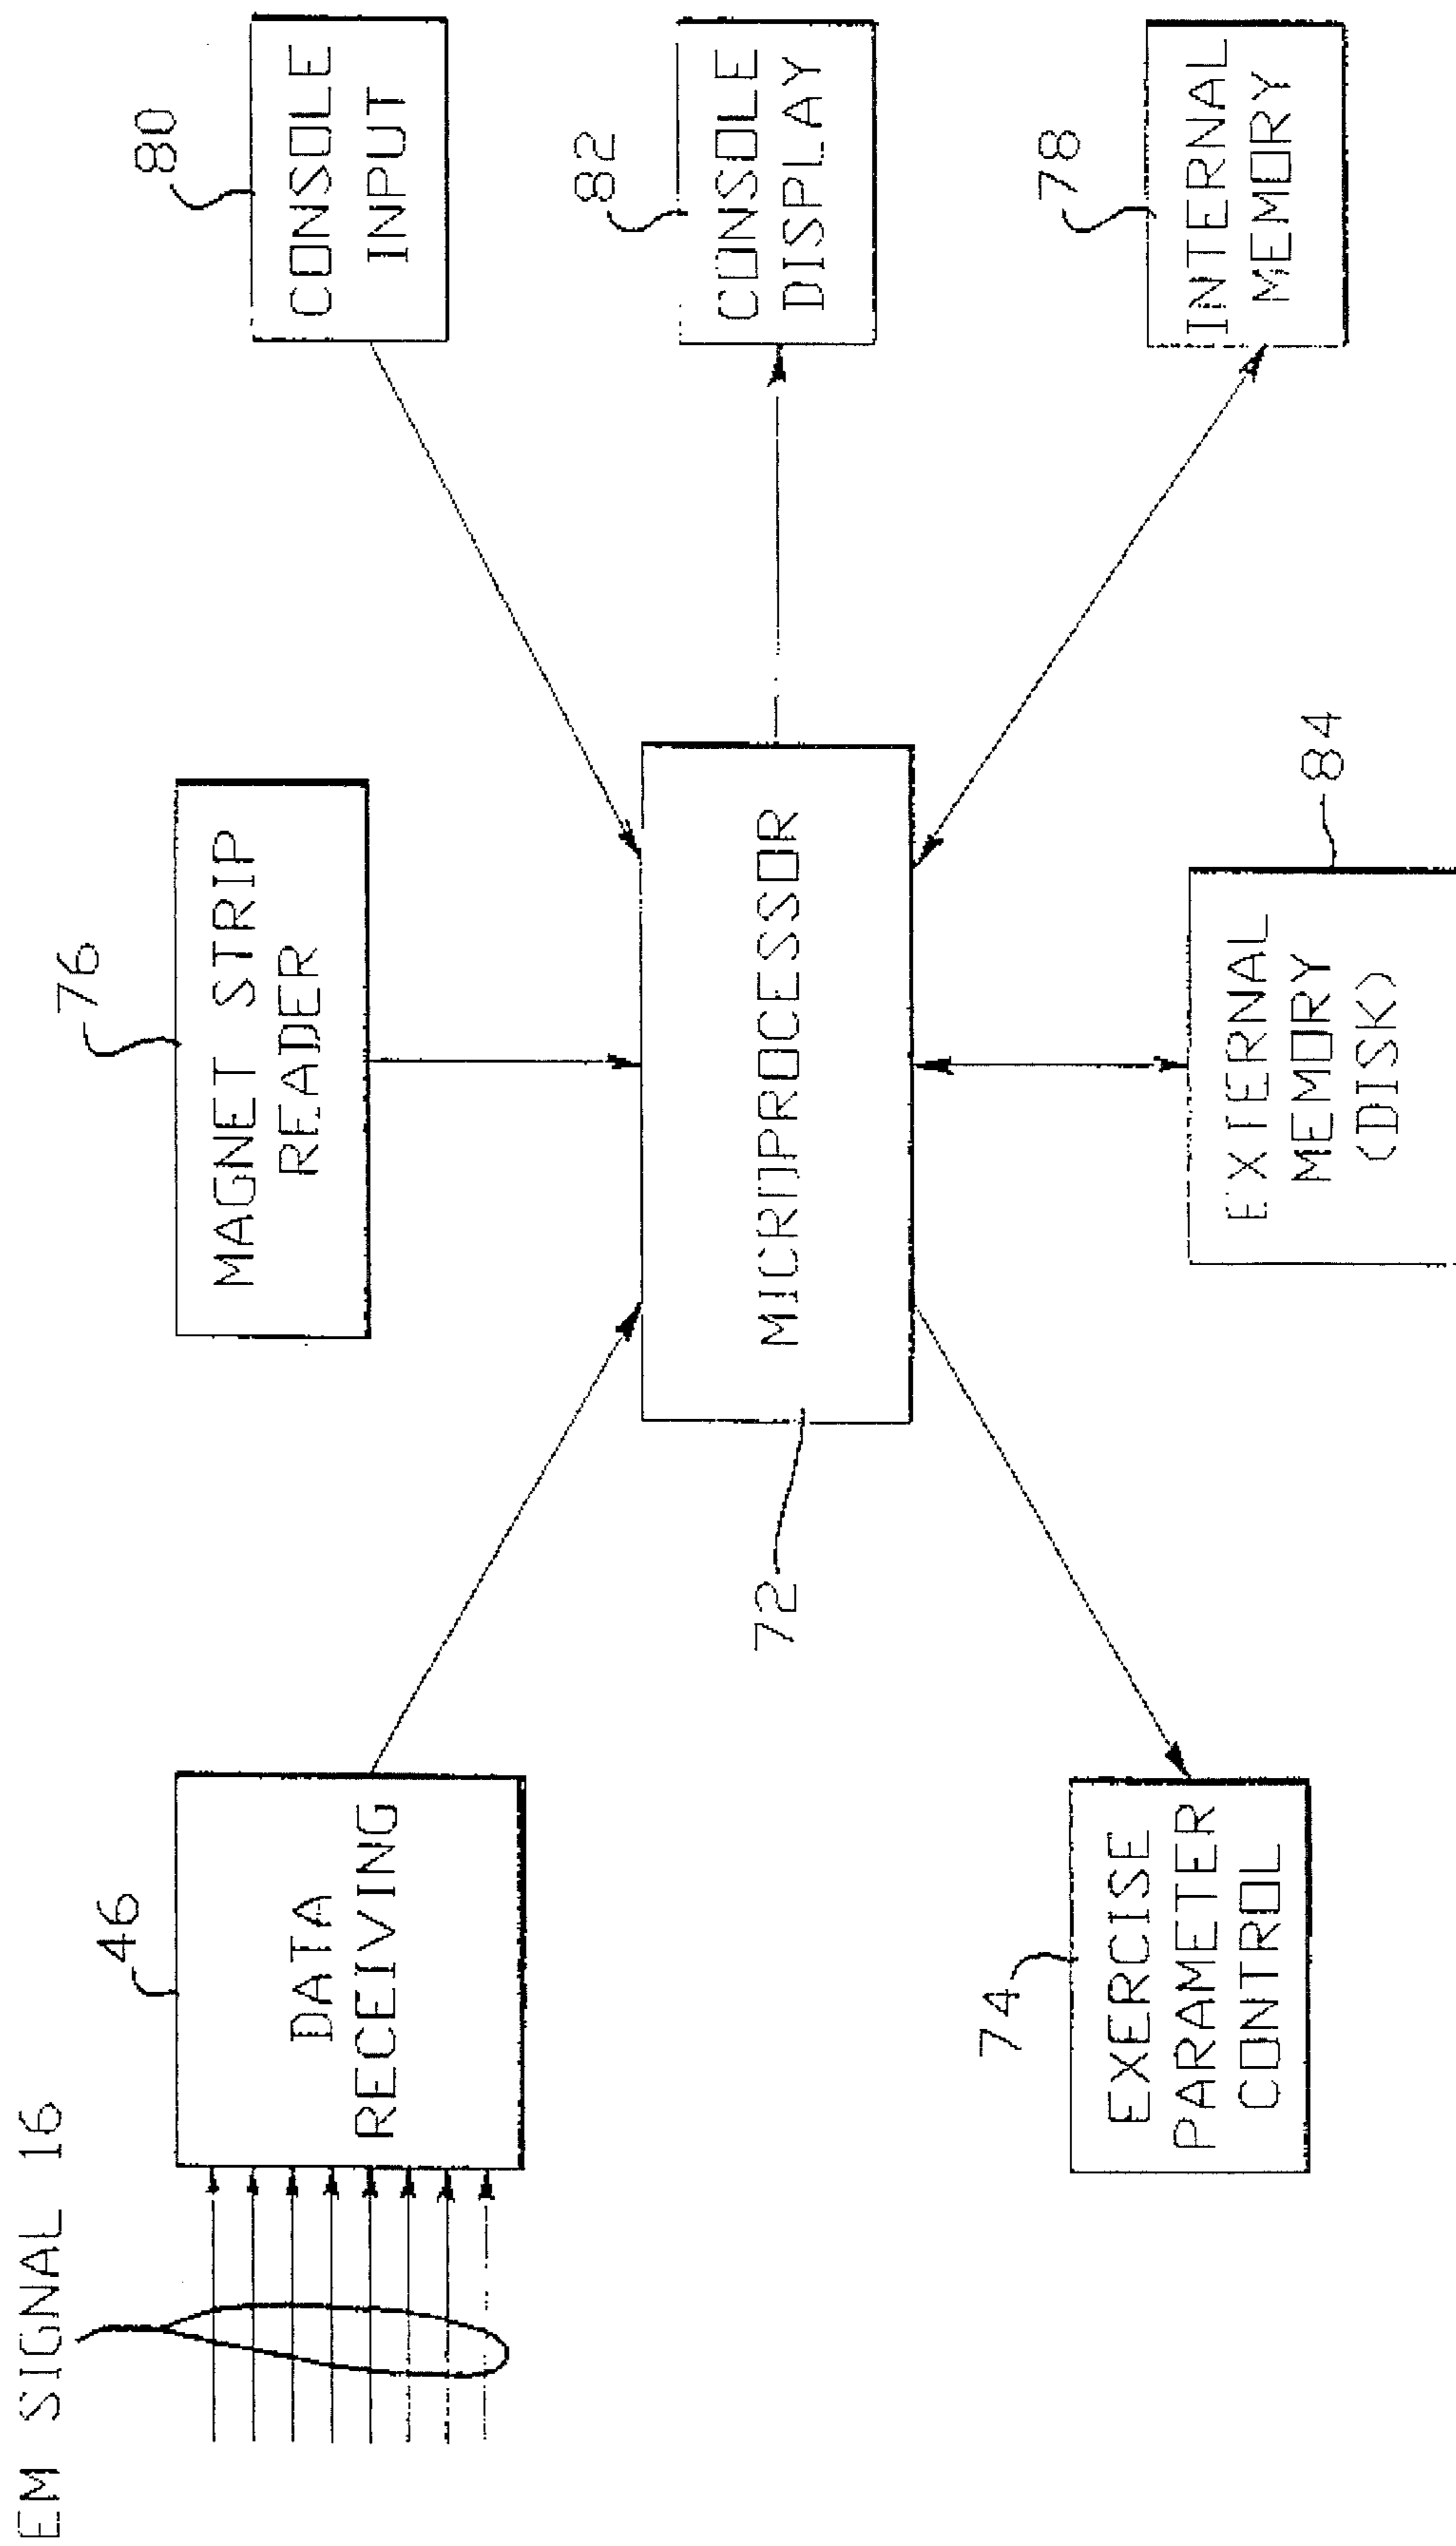 EM SIGNAL 16
46
DATA
RECEIVING
76
MAGNET STRIP
READER
80
CONSOLE
INPUT
72
MICROPROCESSOR
82
CONSOLE
DISPLAY
74
EXERCISE
PARAMETER
CONTROL
84
EXTERNAL
MEMORY
(DISK)
78
INTERNAL
MEMORY